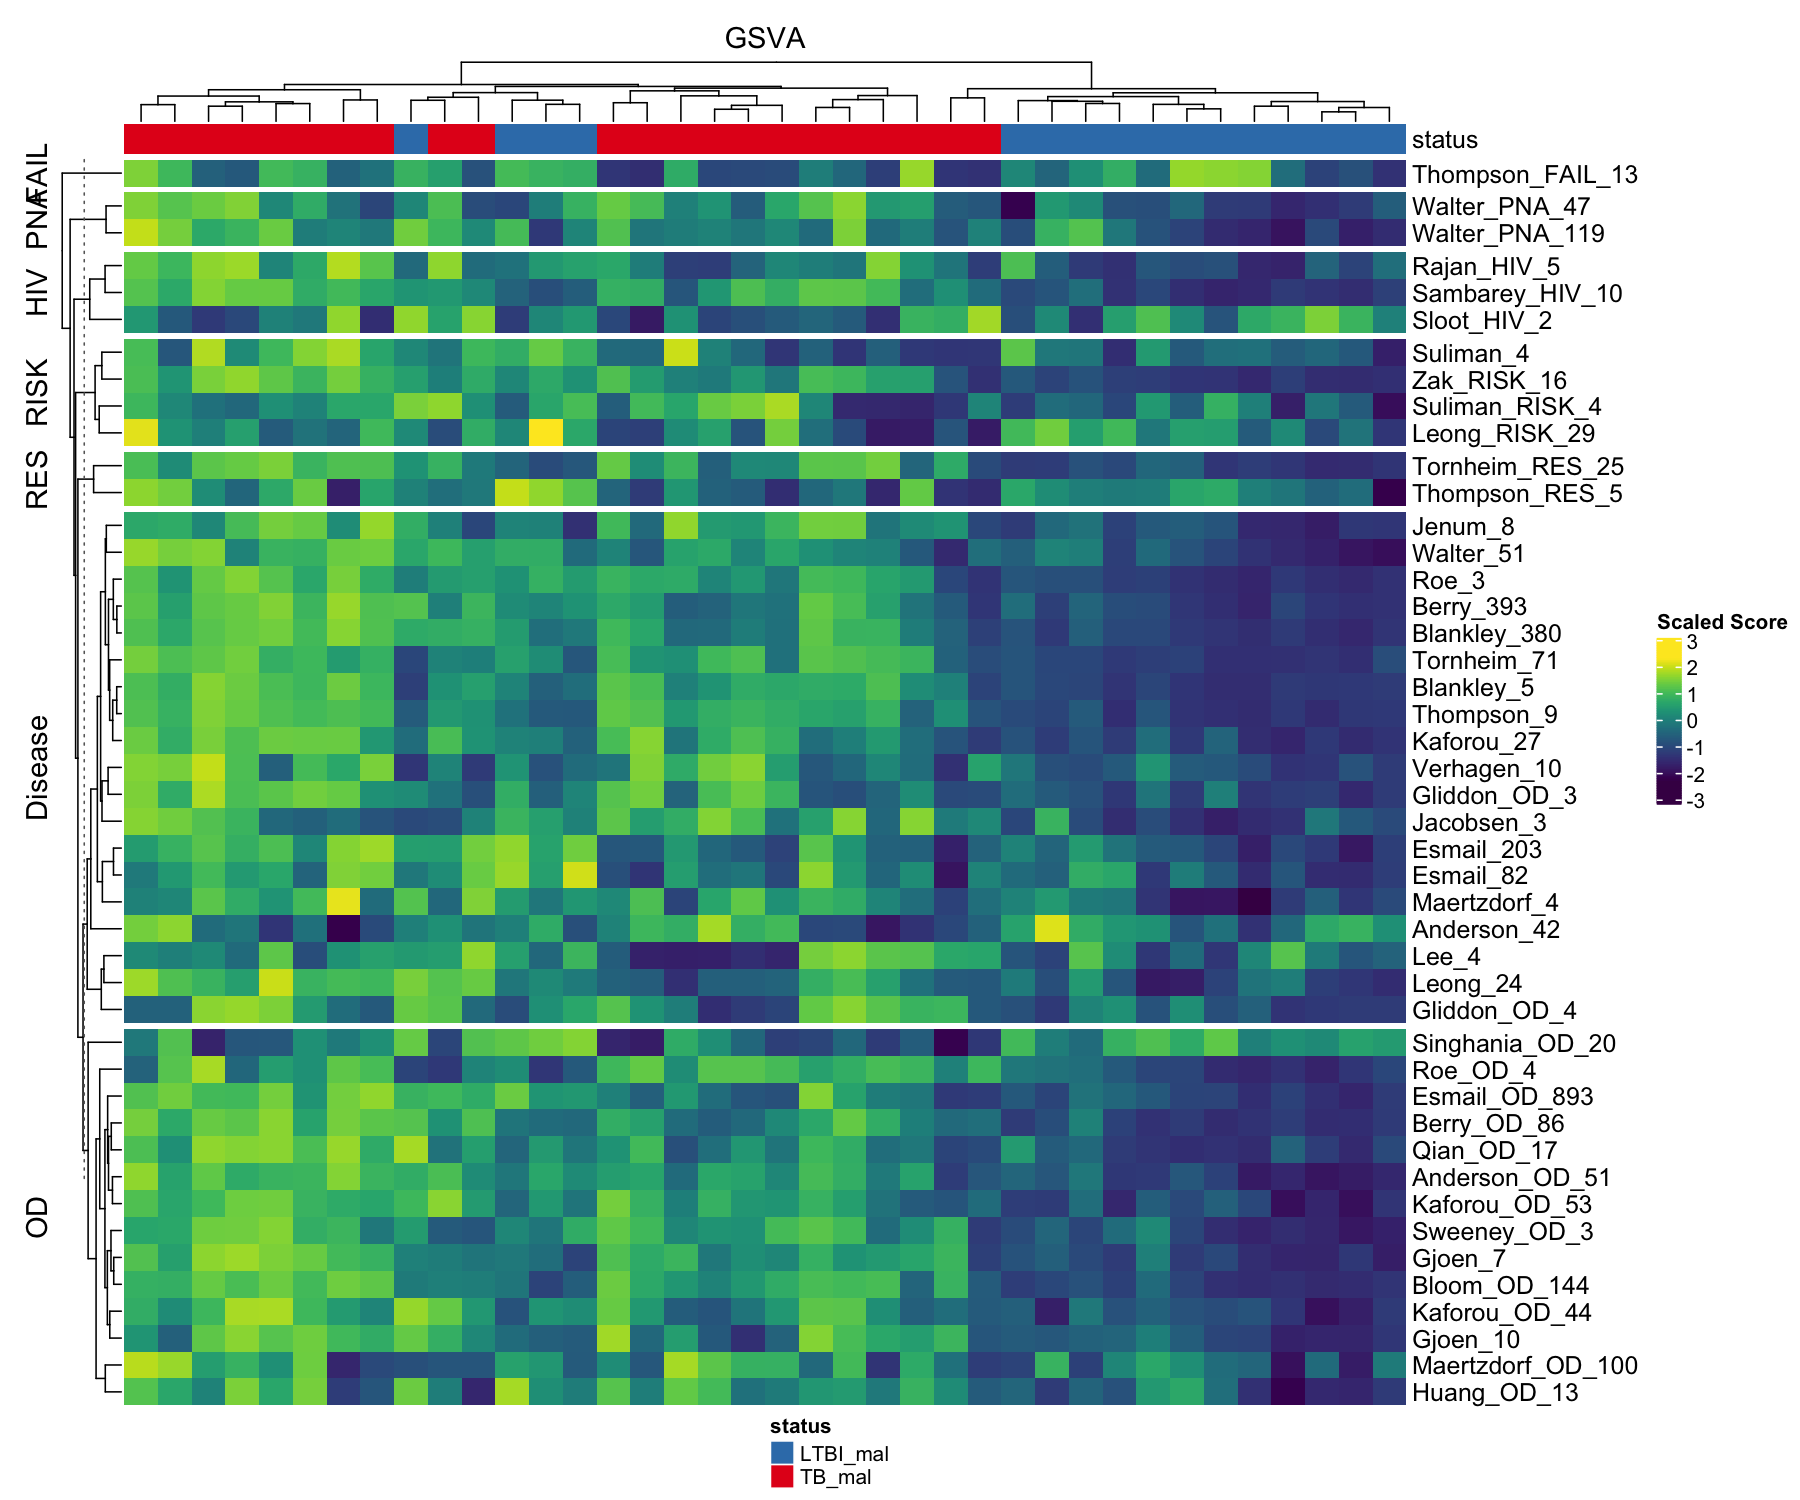 GSVA
status
FAIL
Thompson_FAIL_13
PNA
Walter_PNA_47
Walter_PNA_119
HIV
Rajan_HIV_5
Sambarey_HIV_10
Sloot_HIV_2
RISK
Suliman_4
Zak_RISK_16
Suliman_RISK_4
Leong_RISK_29
RES
Tornheim_RES_25
Thompson_RES_5
Disease
Jenum_8
Walter_51
Roe_3
Berry_393
Blankley_380
Tornheim_71
Blankley_5
Thompson_9
Kaforou_27
Verhagen_10
Gliddon_OD_3
Jacobsen_3
Esmail_203
Esmail_82
Maertzdorf_4
Anderson_42
Lee_4
Leong_24
Gliddon_OD_4
OD
Singhania_OD_20
Roe_OD_4
Esmail_OD_893
Berry_OD_86
Qian_OD_17
Anderson_OD_51
Kaforou_OD_53
Sweeney_OD_3
Gjoen_7
Bloom_OD_144
Kaforou_OD_44
Gjoen_10
Maertzdorf_OD_100
Huang_OD_13
Scaled Score
3
2
1
0
-1
-2
-3
status
LTBI_mal
TB_mal